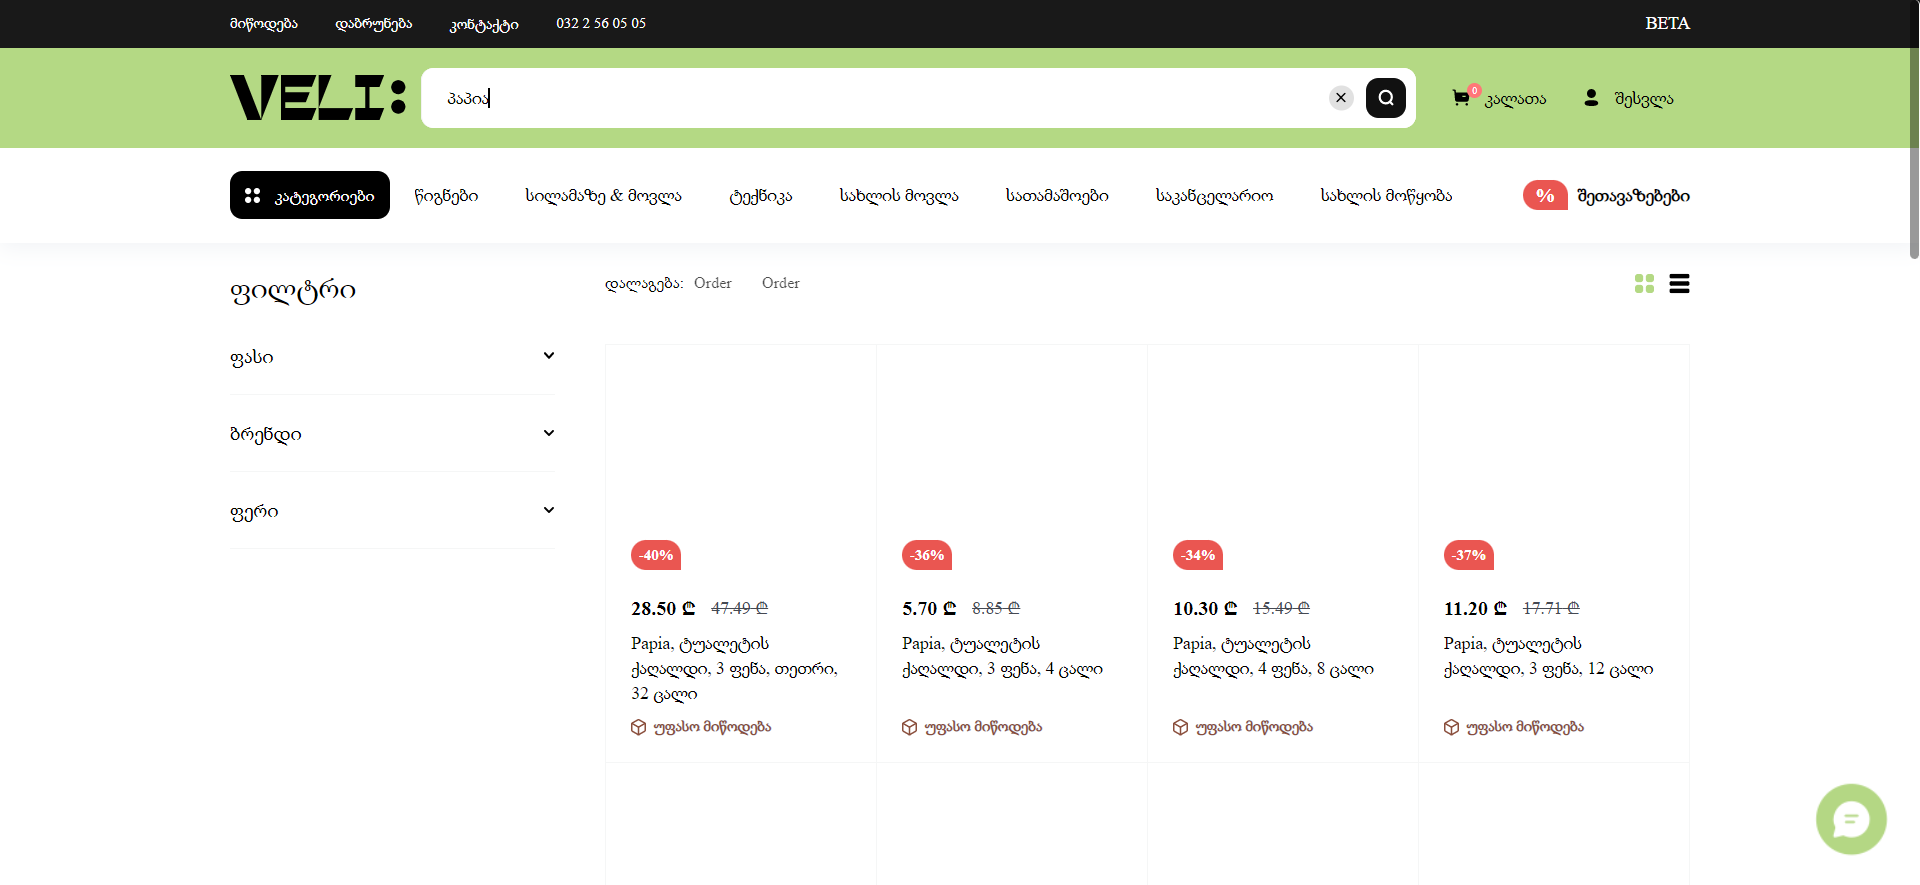 მიწოდება დაბრუნება კონტაქტი 032 2 56 05 05 BETA
VELI:
პაპია
0 კალათა შესვლა
კატეგორიები წიგნები სილამაზე & მოვლა ტექნიკა სახლის მოვლა სათამაშოები საკანცელარიო სახლის მოწყობა % შეთავაზებები
ფილტრი
ფასი
ბრენდი
ფერი
დალაგება: Order Order
-40%
28.50 ₾ 47.49 ₾
Papia, ტუალეტის
ქაღალდი, 3 ფენა, თეთრი,
32 ცალი
უფასო მიწოდება
-36%
5.70 ₾ 8.85 ₾
Papia, ტუალეტის
ქაღალდი, 3 ფენა, 4 ცალი
უფასო მიწოდება
-34%
10.30 ₾ 15.49 ₾
Papia, ტუალეტის
ქაღალდი, 4 ფენა, 8 ცალი
უფასო მიწოდება
-37%
11.20 ₾ 17.71 ₾
Papia, ტუალეტის
ქაღალდი, 3 ფენა, 12 ცალი
უფასო მიწოდება